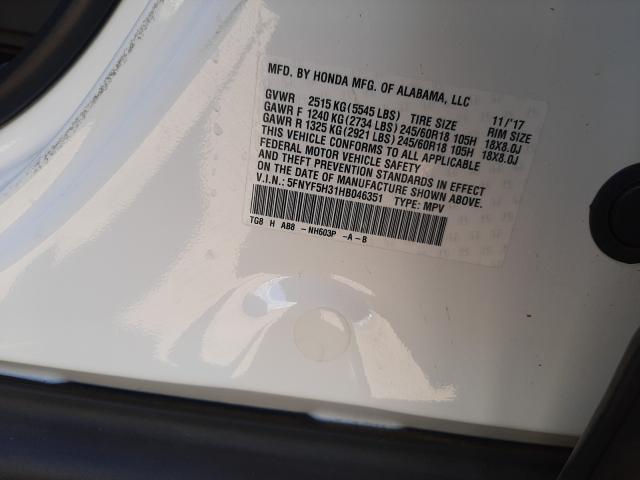 MFD. BY HONDA MFG. OF ALABAMA, LLC
11/'17
GVWR 2515 KG (5545 LBS) TIRE SIZE RIM SIZE
GAWR F 1240 KG (2734 LBS) 245/60R18 105H 18X8.0J
GAWR R 1325 KG (2921 LBS) 245/60R18 105H 18X8.0J
THIS VEHICLE CONFORMS TO ALL APPLICABLE
FEDERAL MOTOR VEHICLE SAFETY
AND THEFT PREVENTION STANDARDS IN EFFECT
ON THE DATE OF MANUFACTURE SHOWN ABOVE.
V.I.N.: 5FNYF5H31HB046351 TYPE: MPV
TG8 H AB8 - NH603P - A - B